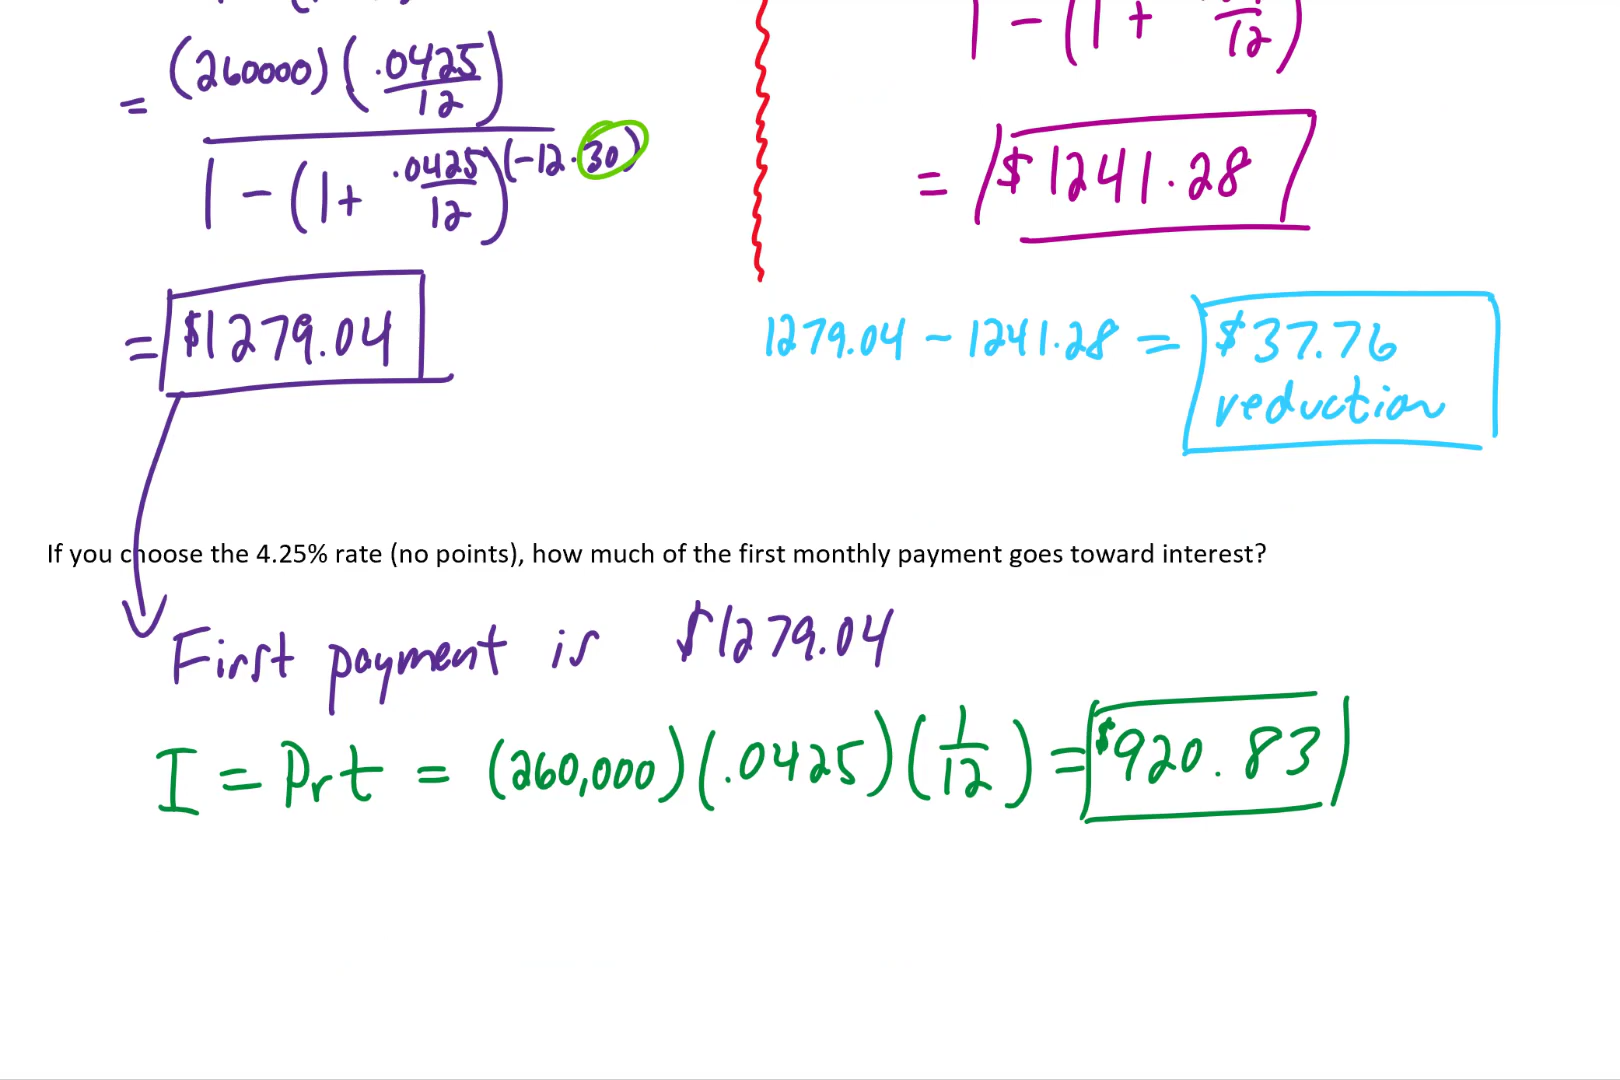 (260000)(.0425/12)
=
1 - (1 + .0425/12)^(-12·30)
= $1279.04
1 - (1 + /12)
= $1241.28
1279.04 - 1241.28 = $37.76
reduction
If you choose the 4.25% rate (no points), how much of the first monthly payment goes toward interest?
First payment is $1279.04
I = Prt = (260,000)(.0425)(1/12) = $920.83